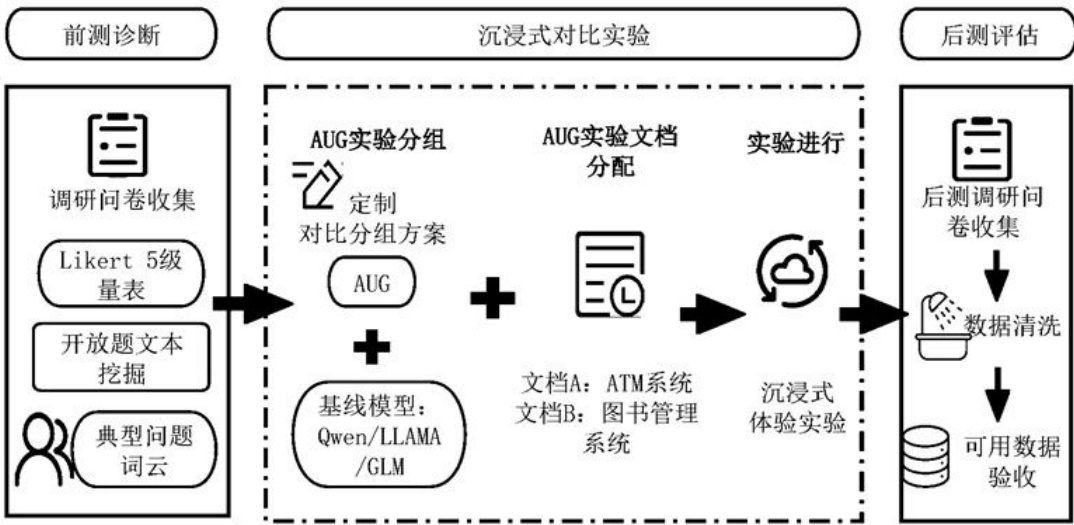 前测诊断
沉浸式对比实验
后测评估
调研问卷收集
Likert 5级
量表
开放题文本
挖掘
典型问题
词云
AUG实验分组
定制
对比分组方案
AUG
基线模型:
Qwen/LLAMA
/GLM
AUG实验文档
分配
文档A: ATM系统
文档B: 图书管理
系统
实验进行
沉浸式
体验实验
后测调研问
卷收集
数据清洗
可用数据
验收